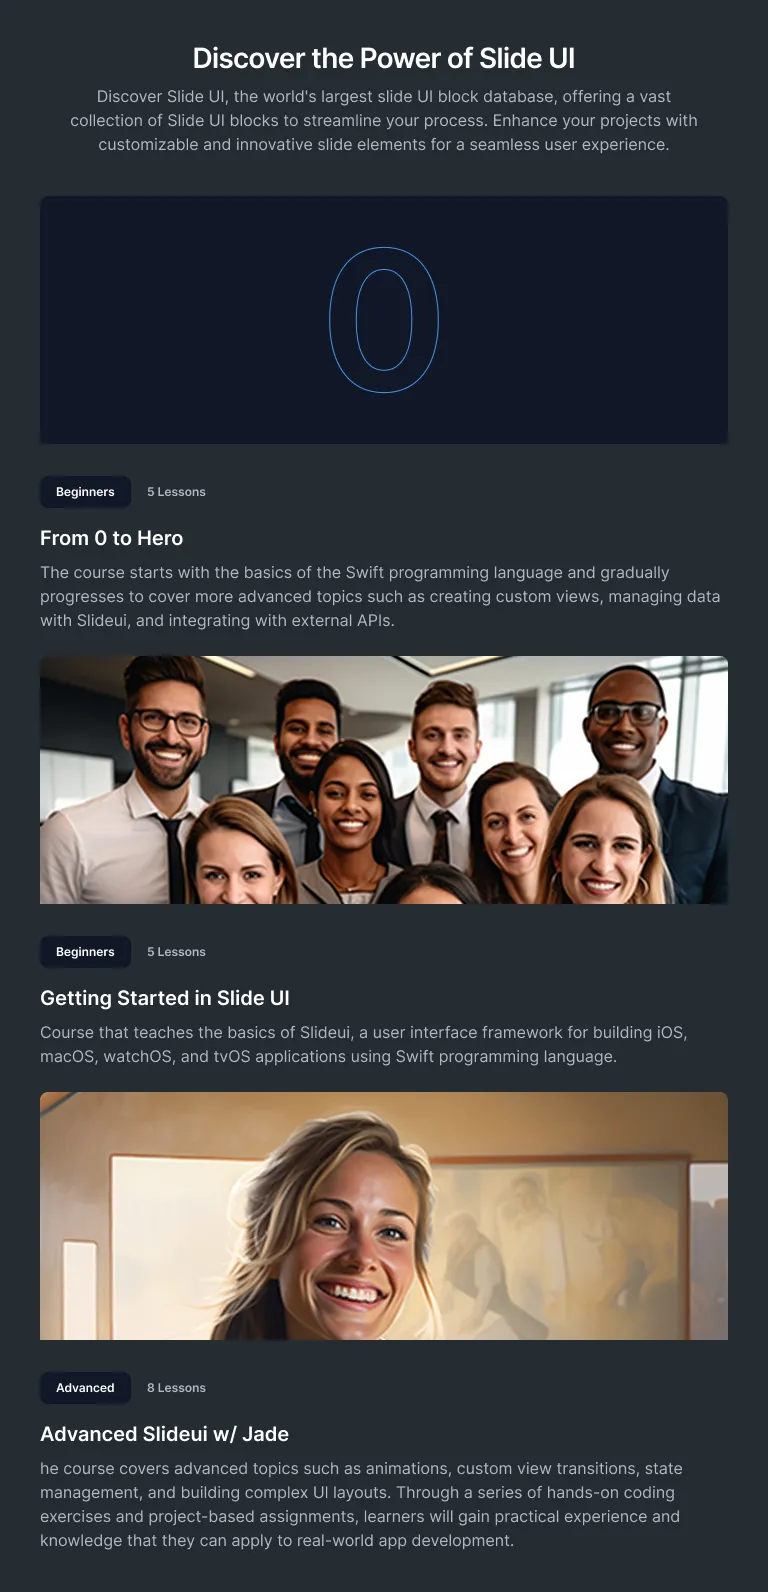 Discover the Power of Slide UI
Discover Slide UI, the world's largest slide UI block database, offering a vast
collection of Slide UI blocks to streamline your process. Enhance your projects with
customizable and innovative slide elements for a seamless user experience.
0
Beginners 5 Lessons
From 0 to Hero
The course starts with the basics of the Swift programming language and gradually
progresses to cover more advanced topics such as creating custom views, managing data
with Slideui, and integrating with external APIs.
Beginners 5 Lessons
Getting Started in Slide UI
Course that teaches the basics of Slideui, a user interface framework for building iOS,
macOS, watchOS, and tvOS applications using Swift programming language.
Advanced 8 Lessons
Advanced Slideui w/ Jade
he course covers advanced topics such as animations, custom view transitions, state
management, and building complex UI layouts. Through a series of hands-on coding
exercises and project-based assignments, learners will gain practical experience and
knowledge that they can apply to real-world app development.